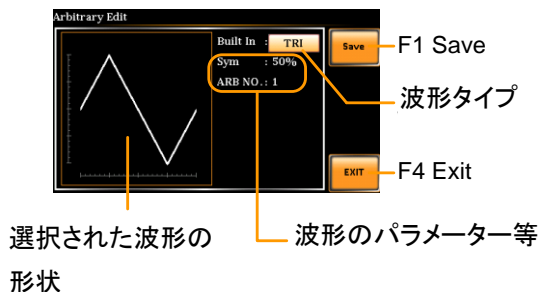 Arbitrary Edit
Built In : TRI
Sym : 50%
ARB NO. : 1
Save
F1 Save
波形タイプ
EXIT
F4 Exit
選択された波形の
形状
波形のパラメーター等